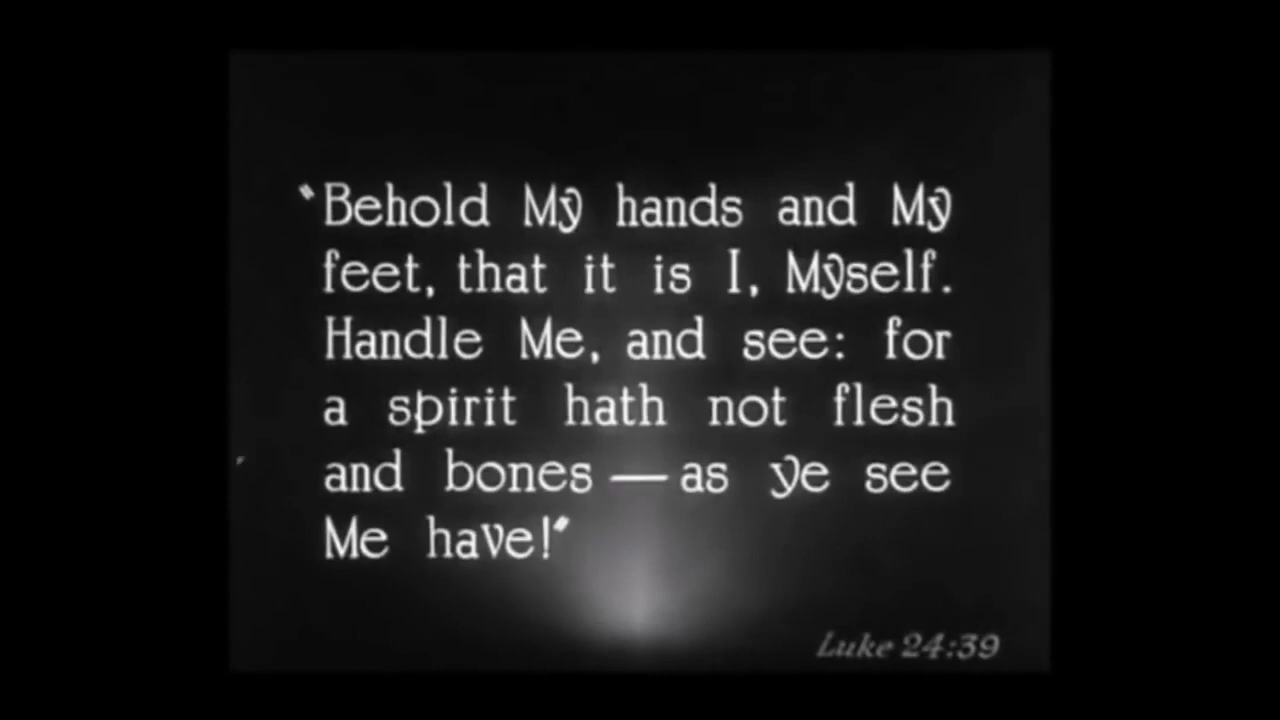 "Behold My hands and My
feet, that it is I, Myself.
Handle Me, and see: for
a spirit hath not flesh
and bones — as ye see
Me have!"
Luke 24:39